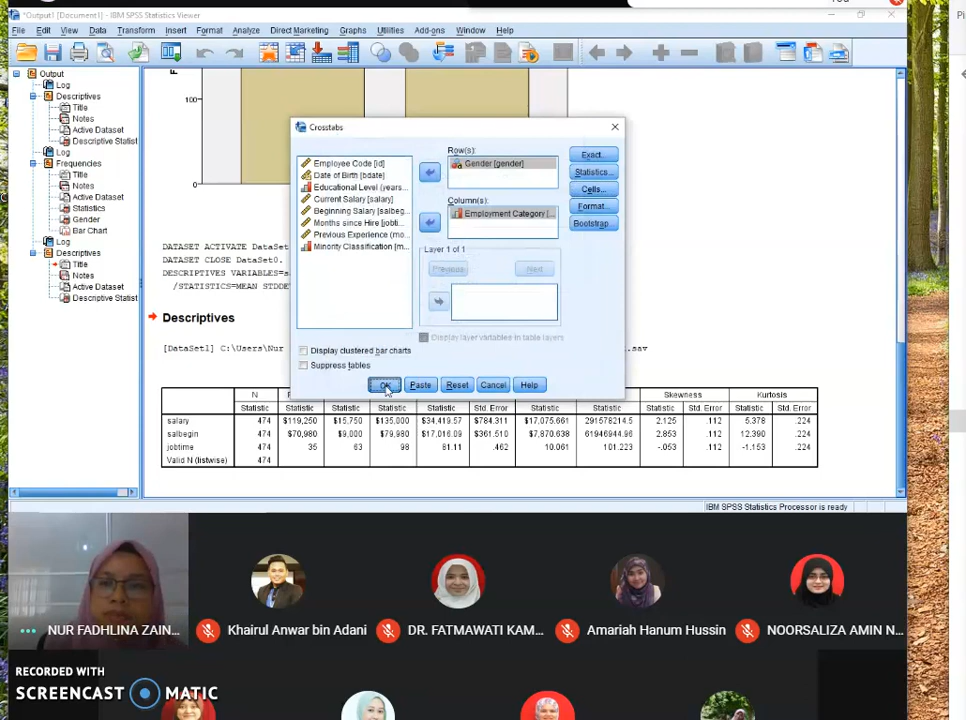 *Output1 [Document1] - IBM SPSS Statistics Viewer
File Edit View Data Transform Insert Format Analyze Direct Marketing Graphs Utilities Add-ons Window Help
Output
Log
Descriptives
Title
Notes
Active Dataset
Descriptive Statist
Log
Frequencies
Title
Notes
Active Dataset
Statistics
Gender
Bar Chart
Log
Descriptives
Title
Notes
Active Dataset
Descriptive Statist
100
0
DATASET ACTIVATE DataSet
DATASET CLOSE DataSet0.
DESCRIPTIVES VARIABLES=s
/STATISTICS=MEAN STDDE
Descriptives
[DataSet1] C:\Users\Nur
.sav
Crosstabs
Employee Code [id]
Date of Birth [bdate]
Educational Level (years...
Current Salary [salary]
Beginning Salary [salbeg...
Months since Hire [jobti...
Previous Experience (mo...
Minority Classification [m...
Row(s):
Gender [gender]
Column(s):
Employment Category [...
Layer 1 of 1
Previous Next
Display layer variables in table layers
Exact...
Statistics...
Cells...
Format...
Bootstrap...
Display clustered bar charts
Suppress tables
OK Paste Reset Cancel Help
N Skewness Kurtosis
Statistic Statistic Statistic Statistic Statistic Std. Error Statistic Statistic Statistic Std. Error Statistic Std. Error
salary 474 $119,250 $15,750 $135,000 $34,419.57 $784.311 $17,075.661 291578214.5 2.125 .112 5.378 .224
salbegin 474 $70,980 $9,000 $79,980 $17,016.09 $361.510 $7,870.638 61946944.96 2.853 .112 12.390 .224
jobtime 474 35 63 98 81.11 .462 10.061 101.223 -.053 .112 -1.153 .224
Valid N (listwise) 474
IBM SPSS Statistics Processor is ready
NUR FADHLINA ZAIN...
Khairul Anwar bin Adani
DR. FATMAWATI KAM...
Amariah Hanum Hussin
NOORSALIZA AMIN N...
RECORDED WITH
SCREENCAST MATIC